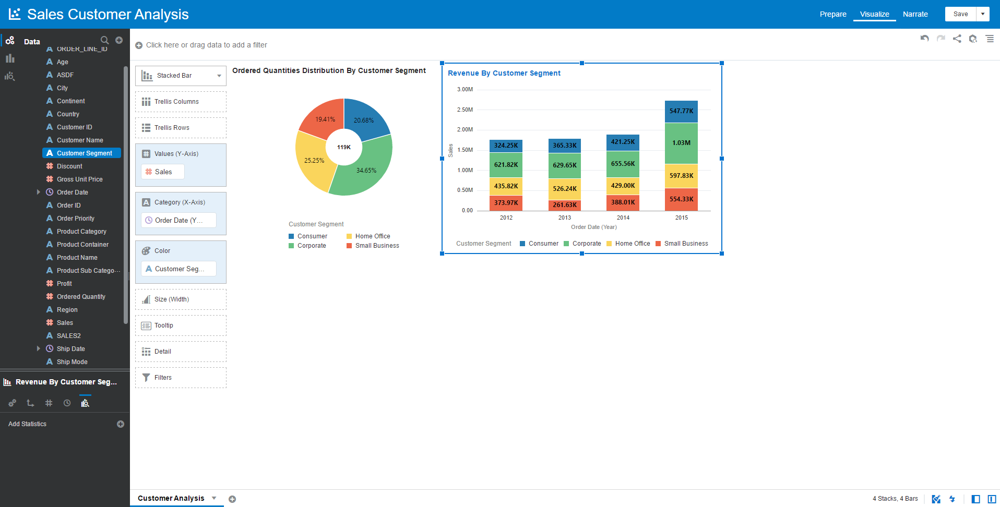 Sales Customer Analysis
Prepare
Visualize
Narrate
Save
Data
ORDER_LINE_ID
Age
ASDF
City
Continent
Country
Customer ID
Customer Name
Customer Segment
Discount
Gross Unit Price
Order Date
Order ID
Order Priority
Product Category
Product Container
Product Name
Product Sub Catego...
Profit
Ordered Quantity
Region
Sales
SALES2
Ship Date
Ship Mode
Revenue By Customer Seg...
Add Statistics
Click here or drag data to add a filter
Stacked Bar
Trellis Columns
Trellis Rows
Values (Y-Axis)
Sales
Category (X-Axis)
Order Date (Y...
Color
Customer Seg...
Size (Width)
Tooltip
Detail
Filters
Ordered Quantities Distribution By Customer Segment
19.41%
20.68%
119K
25.25%
34.65%
Customer Segment
Consumer
Home Office
Corporate
Small Business
Revenue By Customer Segment
3.00M
2.50M
2.00M
1.50M
1.00M
0.50M
0.00
Sales
324.25K
621.82K
435.82K
373.97K
365.33K
629.65K
526.24K
261.63K
421.25K
655.56K
429.00K
388.01K
547.77K
1.03M
597.83K
554.33K
2012
2013
2014
2015
Order Date (Year)
Customer Segment
Consumer
Corporate
Home Office
Small Business
Customer Analysis
4 Stacks, 4 Bars